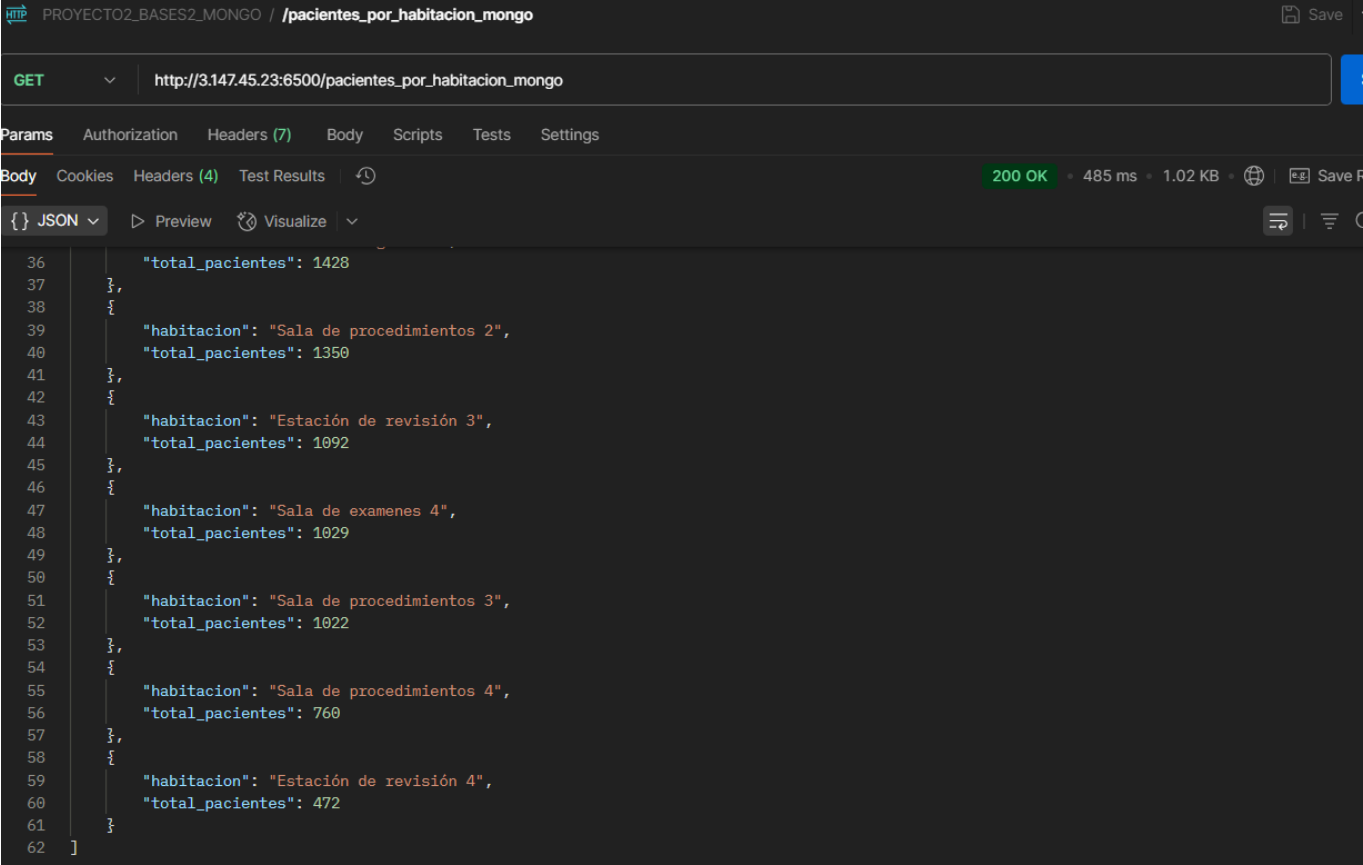 HTTP PROYECTO2_BASES2_MONGO / /pacientes_por_habitacion_mongo Save
GET http://3.147.45.23:6500/pacientes_por_habitacion_mongo
Params Authorization Headers (7) Body Scripts Tests Settings
Body Cookies Headers (4) Test Results 200 OK • 485 ms • 1.02 KB • e.g. Save R
{} JSON Preview Visualize
36 "total_pacientes": 1428
37 },
38 {
39 "habitacion": "Sala de procedimientos 2",
40 "total_pacientes": 1350
41 },
42 {
43 "habitacion": "Estación de revisión 3",
44 "total_pacientes": 1092
45 },
46 {
47 "habitacion": "Sala de examenes 4",
48 "total_pacientes": 1029
49 },
50 {
51 "habitacion": "Sala de procedimientos 3",
52 "total_pacientes": 1022
53 },
54 {
55 "habitacion": "Sala de procedimientos 4",
56 "total_pacientes": 760
57 },
58 {
59 "habitacion": "Estación de revisión 4",
60 "total_pacientes": 472
61 }
62 ]